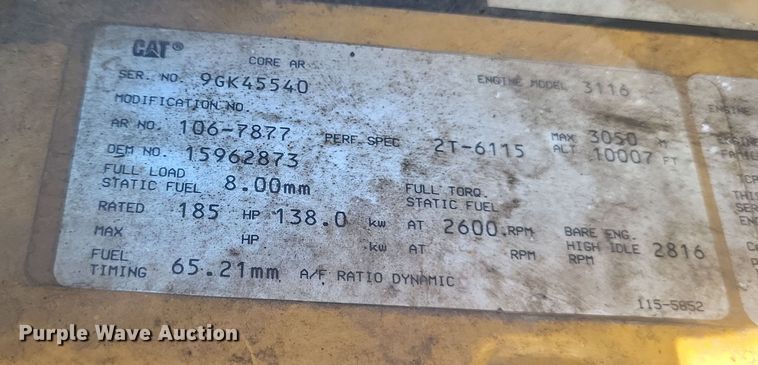 CAT® CORE AR
SER. NO. 9GK45540 ENGINE MODEL 3116
MODIFICATION NO.
AR NO. 106-7877 PERF. SPEC 2T-6115 MAX ALT 3050 M 10007 FT
OEM NO. 15962873
FULL LOAD STATIC FUEL 8.00mm FULL TORQ. STATIC FUEL
RATED 185 HP 138.0 kw AT 2600 RPM BARE ENG. HIGH IDLE RPM 2816
MAX HP .kw AT RPM
FUEL TIMING 65.21mm A/F RATIO DYNAMIC
115-5852
ENGINE
Purple Wave Auction